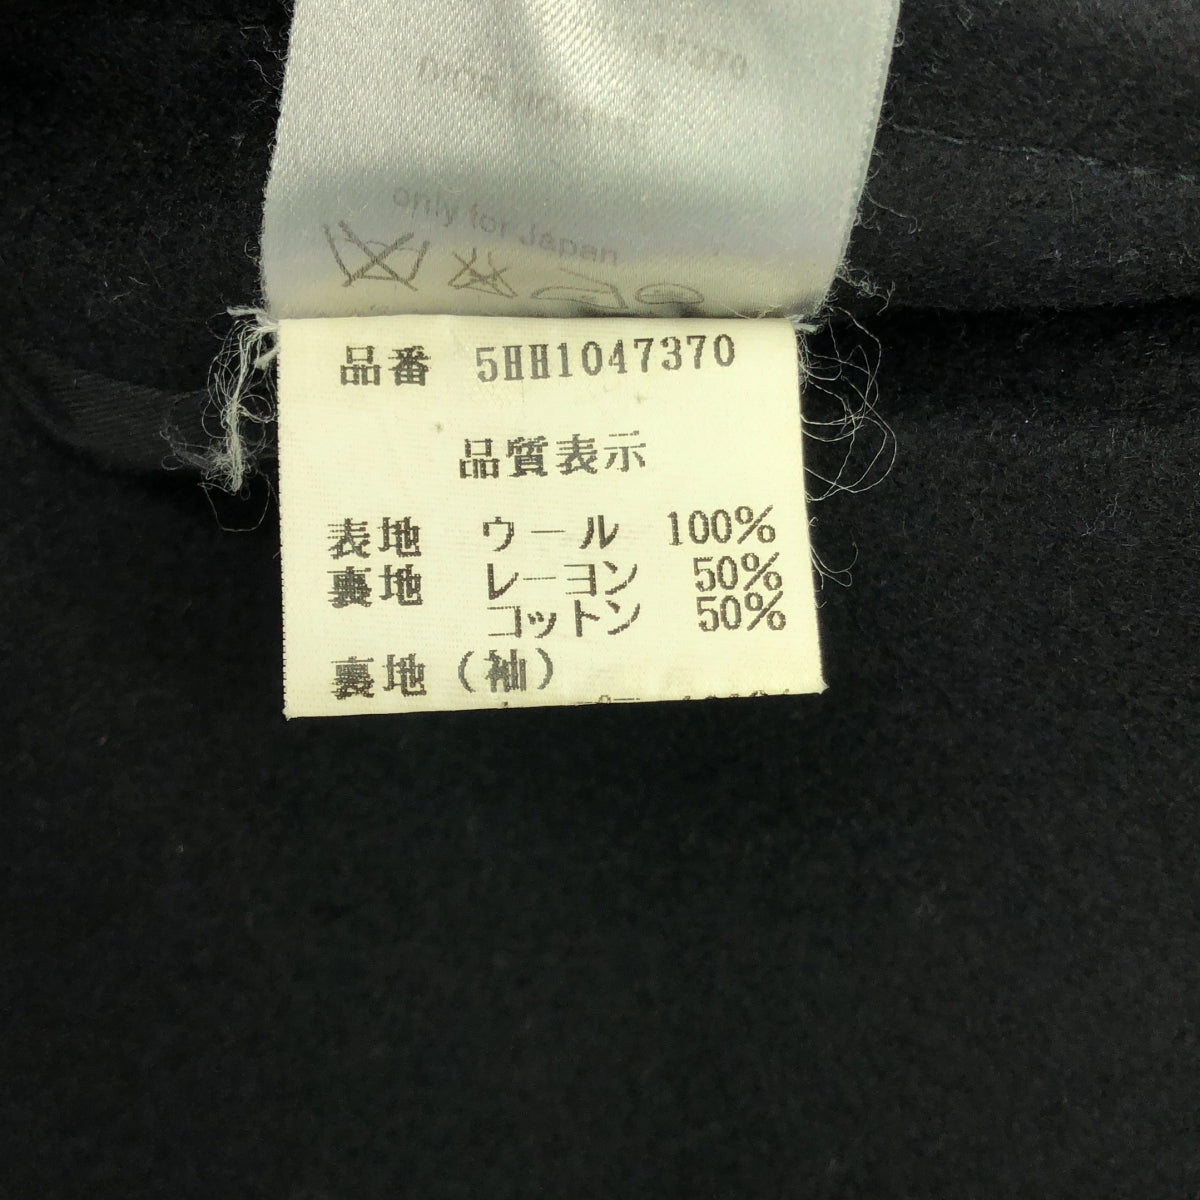 only for Japan
品番 5HH1047370
品質表示
表地 ウール 100%
裏地 レーヨン 50%
コットン 50%
裏地(袖)